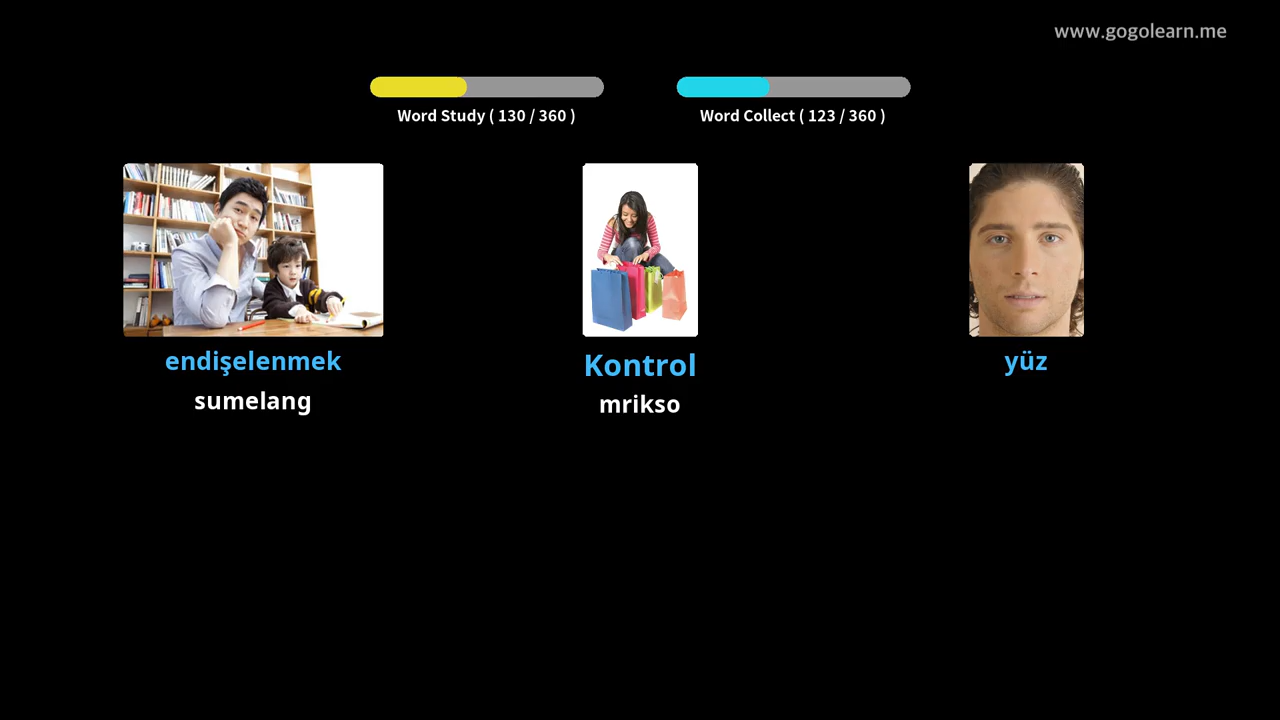 www.gogolearn.me
Word Study ( 130 / 360 )
Word Collect ( 123 / 360 )
endişelenmek
sumelang
Kontrol
mrikso
yüz